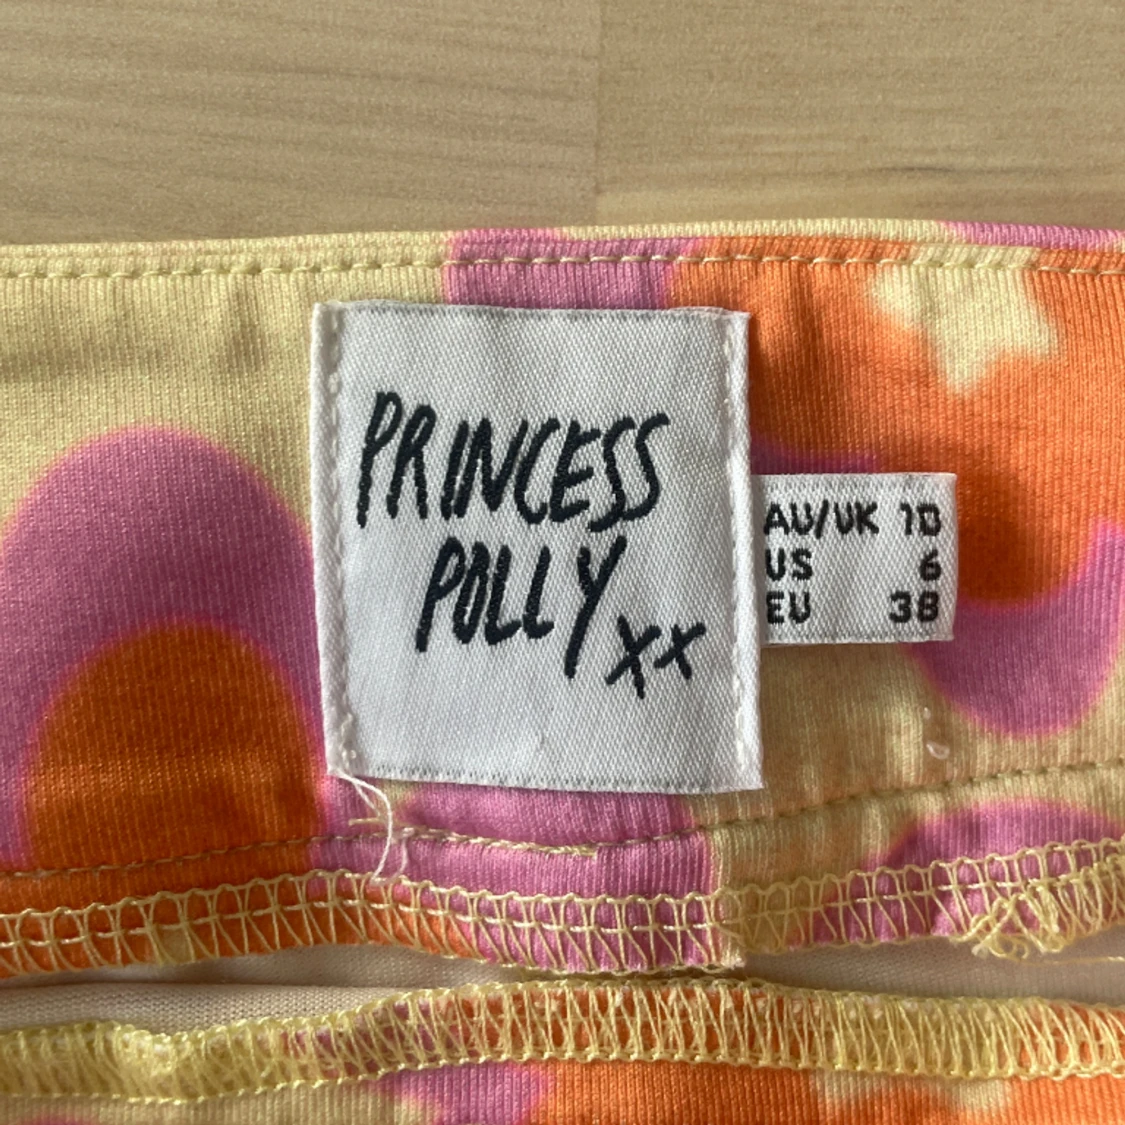 PRINCESS
POLLY xx
AU/UK 10
US 6
EU 38